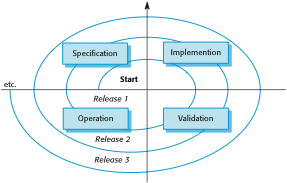 Specification
Implemention
Start
etc.
Release 1
Operation
Validation
Release 2
Release 3